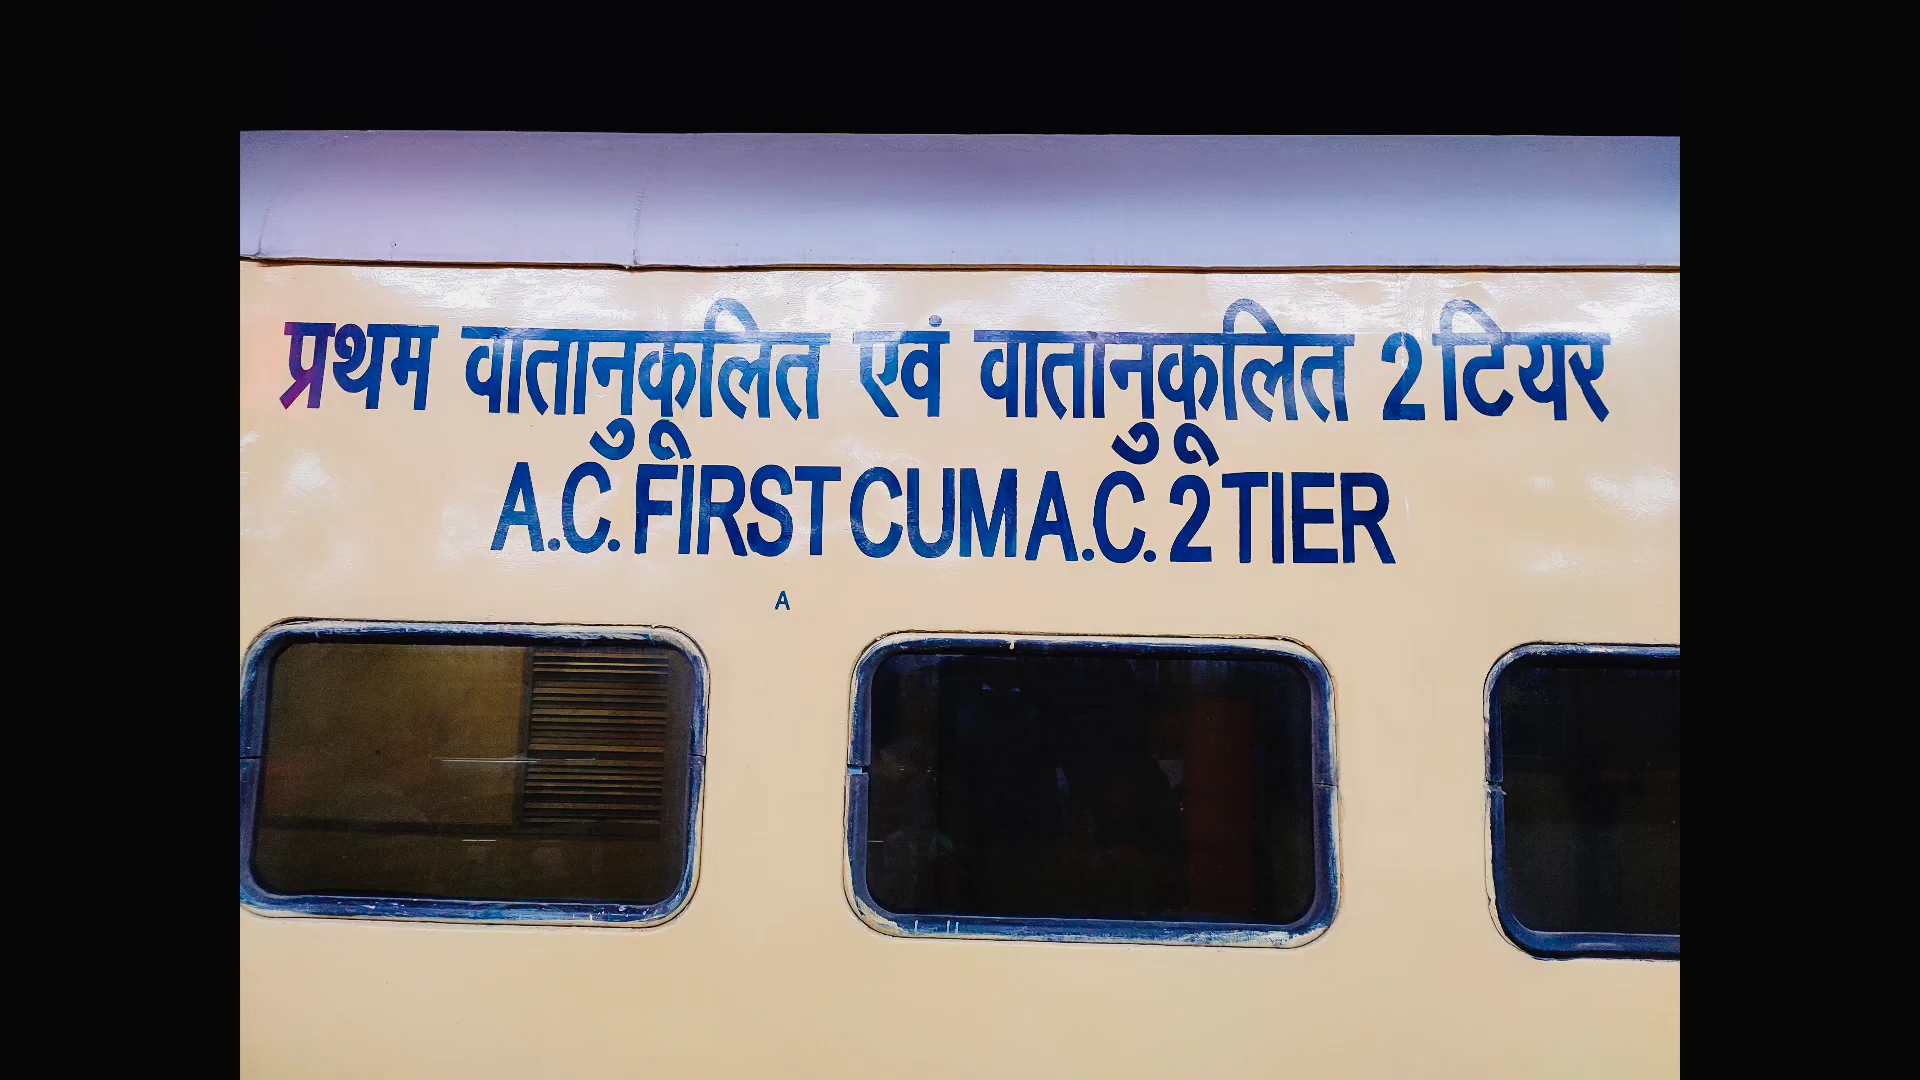 प्रथम वातानुकूलित एवं वातानुकूलित 2 टियर
A.C. FIRST CUM A.C. 2 TIER
A